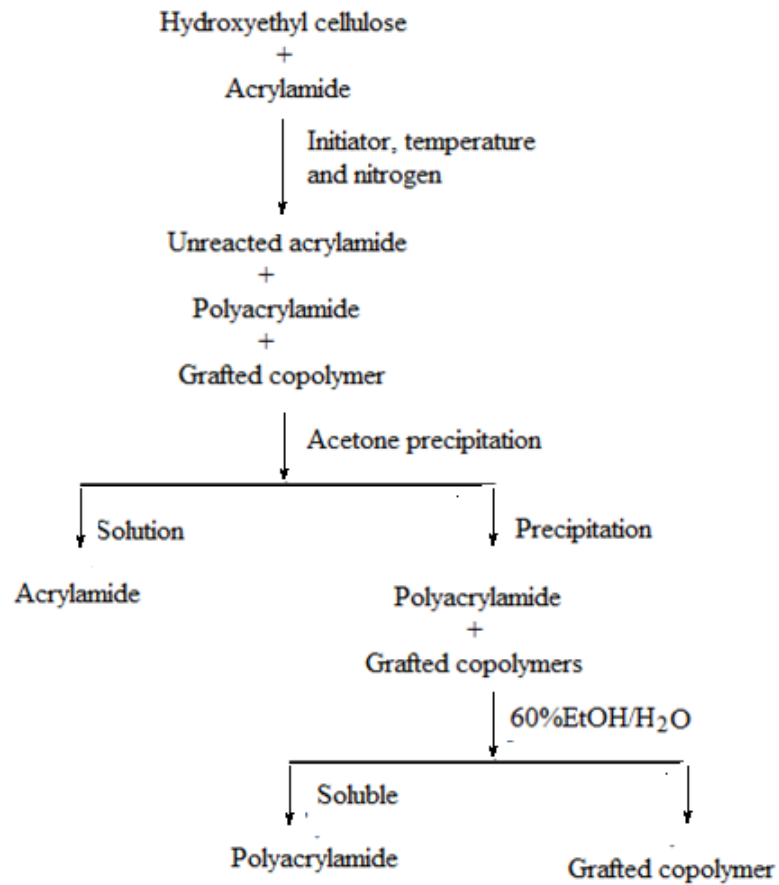 Hydroxyethyl cellulose
+
Acrylamide
Initiator, temperature
and nitrogen
Unreacted acrylamide
+
Polyacrylamide
+
Grafted copolymer
Acetone precipitation
Solution
Precipitation
Acrylamide
Polyacrylamide
+
Grafted copolymers
60%EtOH/H₂O
Soluble
Polyacrylamide
Grafted copolymer